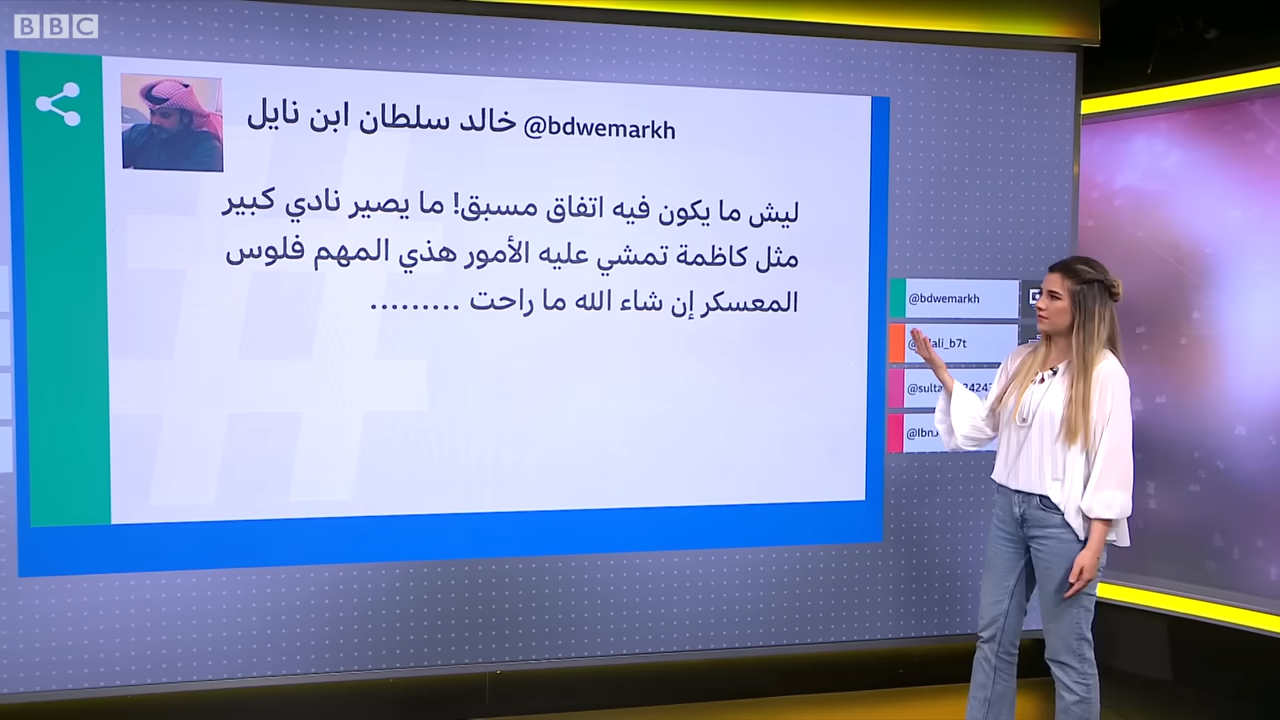 BBC
خالد سلطان ابن نايل @bdwemarkh
ليش ما يكون فيه اتفاق مسبق! ما يصير نادي كبير
مثل كاظمة تمشي عليه الأمور هذي المهم فلوس
المعسكر إن شاء الله ما راحت .........
@bdwemarkh